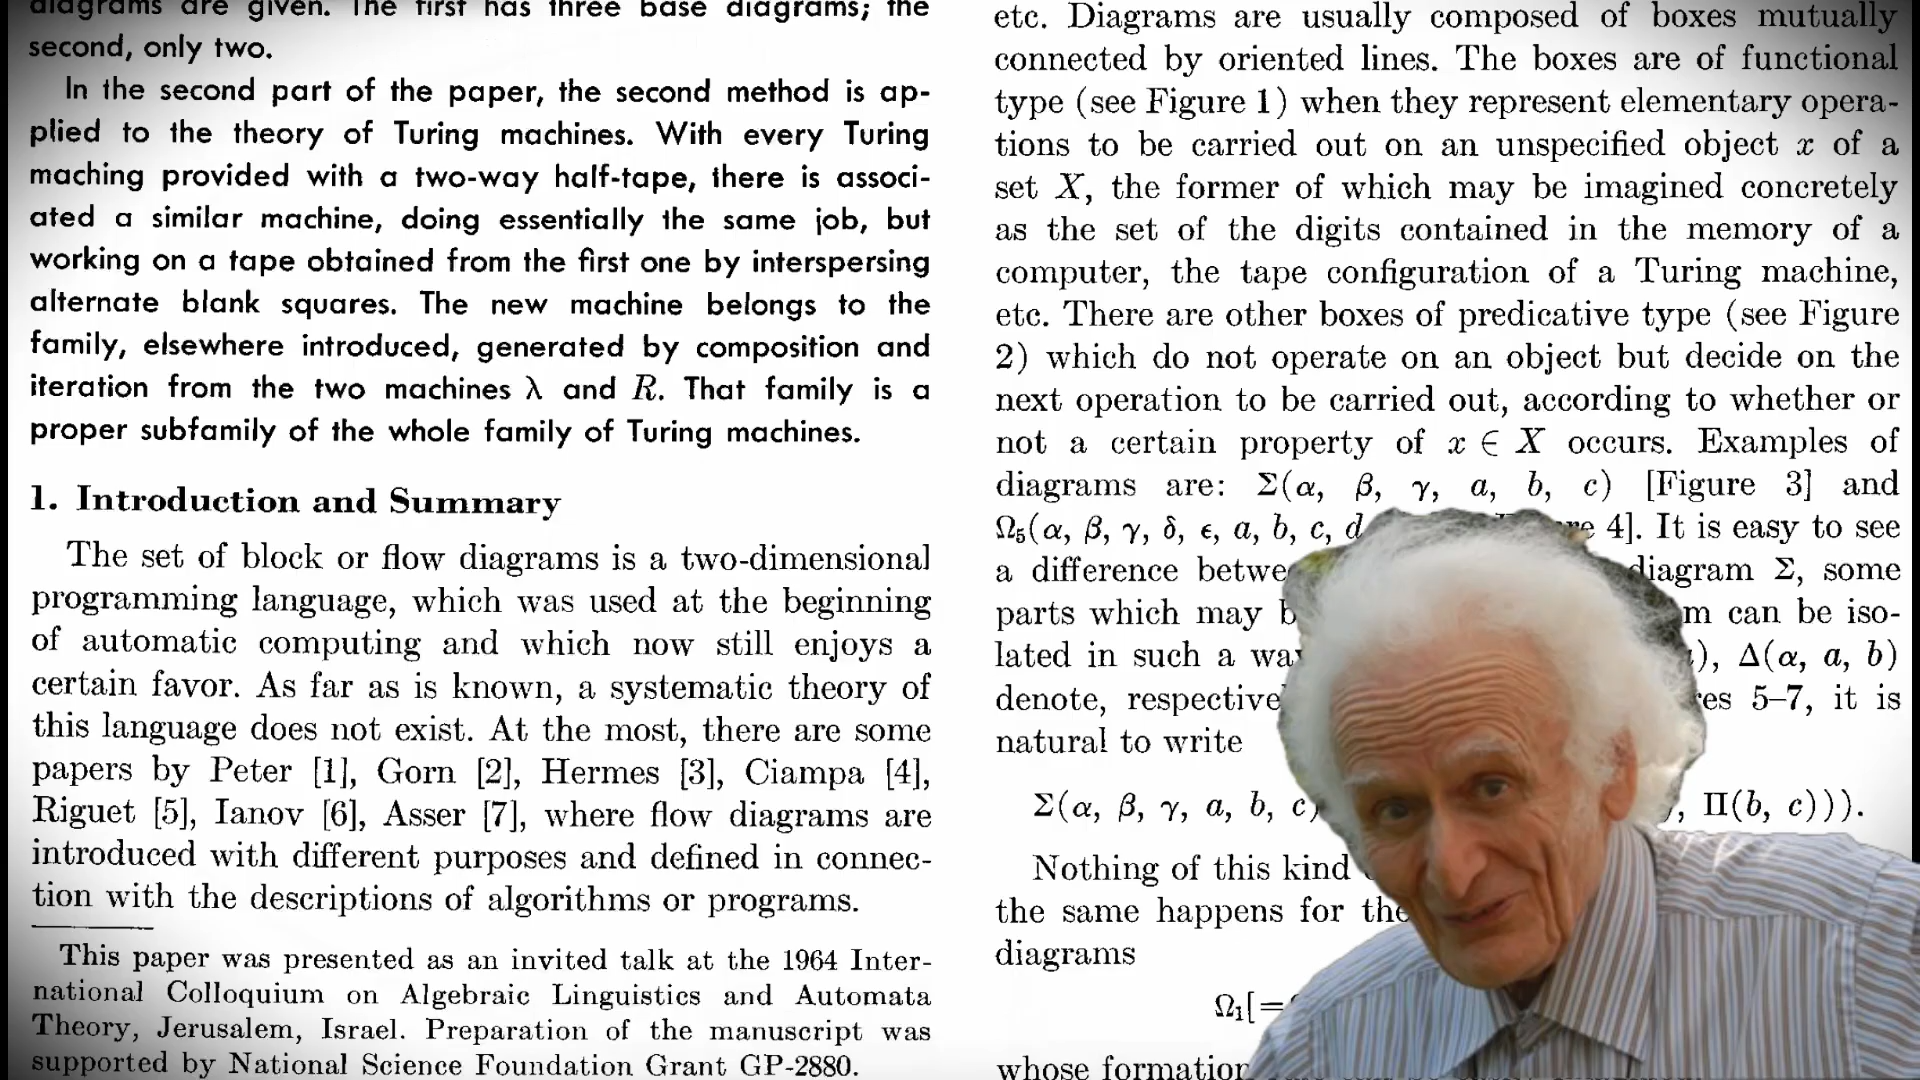 diagrams are given. The first has three base diagrams; the
second, only two.
In the second part of the paper, the second method is ap-
plied to the theory of Turing machines. With every Turing
maching provided with a two-way half-tape, there is associ-
ated a similar machine, doing essentially the same job, but
working on a tape obtained from the first one by interspersing
alternate blank squares. The new machine belongs to the
family, elsewhere introduced, generated by composition and
iteration from the two machines λ and R. That family is a
proper subfamily of the whole family of Turing machines.
1. Introduction and Summary
The set of block or flow diagrams is a two-dimensional
programming language, which was used at the beginning
of automatic computing and which now still enjoys a
certain favor. As far as is known, a systematic theory of
this language does not exist. At the most, there are some
papers by Peter [1], Gorn [2], Hermes [3], Ciampa [4],
Riguet [5], Ianov [6], Asser [7], where flow diagrams are
introduced with different purposes and defined in connec-
tion with the descriptions of algorithms or programs.
This paper was presented as an invited talk at the 1964 Inter-
national Colloquium on Algebraic Linguistics and Automata
Theory, Jerusalem, Israel. Preparation of the manuscript was
supported by National Science Foundation Grant GP-2880.
etc. Diagrams are usually composed of boxes mutually
connected by oriented lines. The boxes are of functional
type (see Figure 1) when they represent elementary opera-
tions to be carried out on an unspecified object x of a
set X, the former of which may be imagined concretely
as the set of the digits contained in the memory of a
computer, the tape configuration of a Turing machine,
etc. There are other boxes of predicative type (see Figure
2) which do not operate on an object but decide on the
next operation to be carried out, according to whether or
not a certain property of x ∈ X occurs. Examples of
diagrams are: Σ(α, β, γ, a, b, c) [Figure 3] and
Ω₅(α, β, γ, δ, ε, a, b, c, d 4]. It is easy to see
a difference diagram Σ, some
parts which may can be iso-
lated in such a Δ(α, a, b)
denote, 5–7, it is
natural to write
Σ(α, β, γ, a, b, c) , Π(b, c))).
Nothing of this kind
the same happens for the
diagrams
Ω₁[=
whose formation